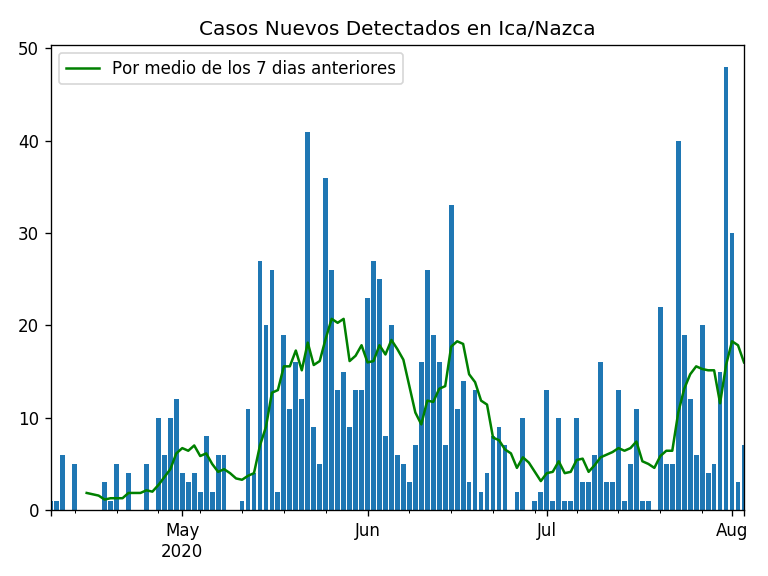 Casos Nuevos Detectados en Ica/Nazca
Por medio de los 7 dias anteriores
50
40
30
20
10
0
May
2020
Jun
Jul
Aug